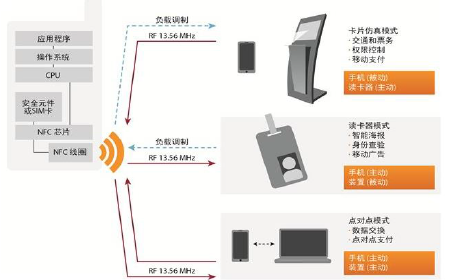 应用程序
操作系统
CPU
安全元件
或SIM卡
NFC 芯片
NFC 线圈
负载调制
RF 13.56 MHz
卡片仿真模式
· 交通和票务
· 权限控制
· 移动支付
手机 (被动)
读卡器 (主动)
负载调制
RF 13.56 MHz
读卡器模式
· 智能海报
· 身份查验
· 移动广告
手机 (主动)
装置 (被动)
RF 13.56 MHz
点对点模式
· 数据交换
· 点对点支付
手机 (主动)
装置 (主动)